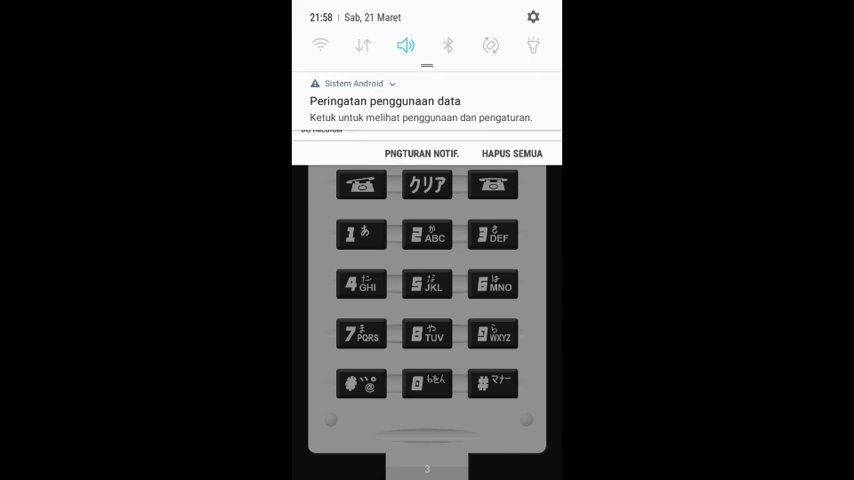 21:58 | Sab, 21 Maret
Sistem Android
Peringatan penggunaan data
Ketuk untuk melihat penggunaan dan pengaturan.
Recorder
PNGTURAN NOTIF. HAPUS SEMUA
クリア
1 あ 2 か ABC 3 さ DEF
4 た GHI 5 な JKL 6 は MNO
7 ま PQRS 8 や TUV 9 ら WXYZ
* ゛゜ @ 0 わをん # マナー
3